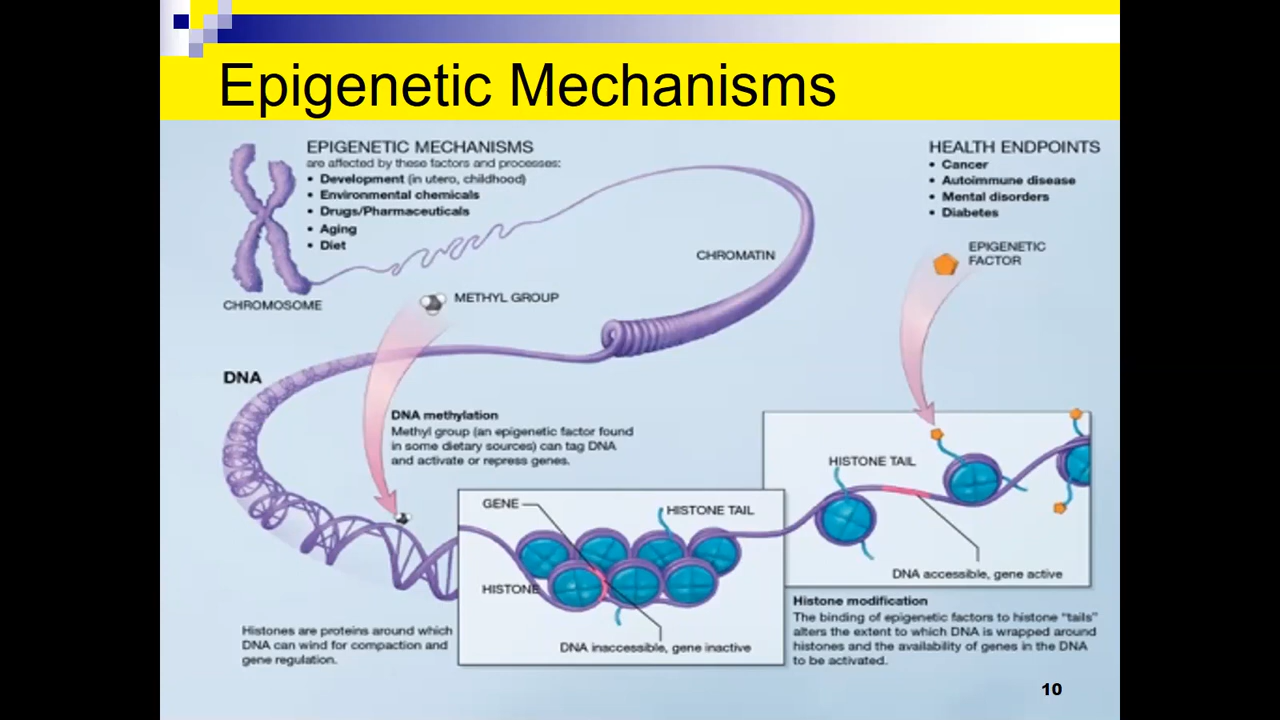 Epigenetic Mechanisms
EPIGENETIC MECHANISMS
are affected by these factors and processes:
• Development (in utero, childhood)
• Environmental chemicals
• Drugs/Pharmaceuticals
• Aging
• Diet
HEALTH ENDPOINTS
• Cancer
• Autoimmune disease
• Mental disorders
• Diabetes
EPIGENETIC
FACTOR
CHROMATIN
CHROMOSOME
METHYL GROUP
DNA
DNA methylation
Methyl group (an epigenetic factor found
in some dietary sources) can tag DNA
and activate or repress genes.
HISTONE TAIL
DNA accessible, gene active
GENE
HISTONE TAIL
HISTONE
DNA inaccessible, gene inactive
Histones are proteins around which
DNA can wind for compaction and
gene regulation.
Histone modification
The binding of epigenetic factors to histone “tails”
alters the extent to which DNA is wrapped around
histones and the availability of genes in the DNA
to be activated.
10